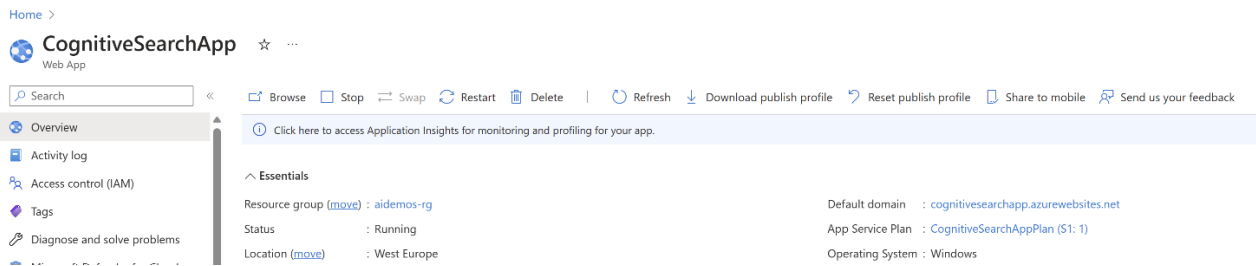 Home >
CognitiveSearchApp ☆ ...
Web App
Search «
Browse Stop Swap Restart Delete | Refresh Download publish profile Reset publish profile Share to mobile Send us your feedback
Overview
Click here to access Application Insights for monitoring and profiling for your app.
Activity log
Essentials
Access control (IAM)
Resource group (move) : aidemos-rg Default domain : cognitivesearchapp.azurewebsites.net
Tags
Status : Running App Service Plan : CognitiveSearchAppPlan (S1: 1)
Diagnose and solve problems
Location (move) : West Europe Operating System : Windows